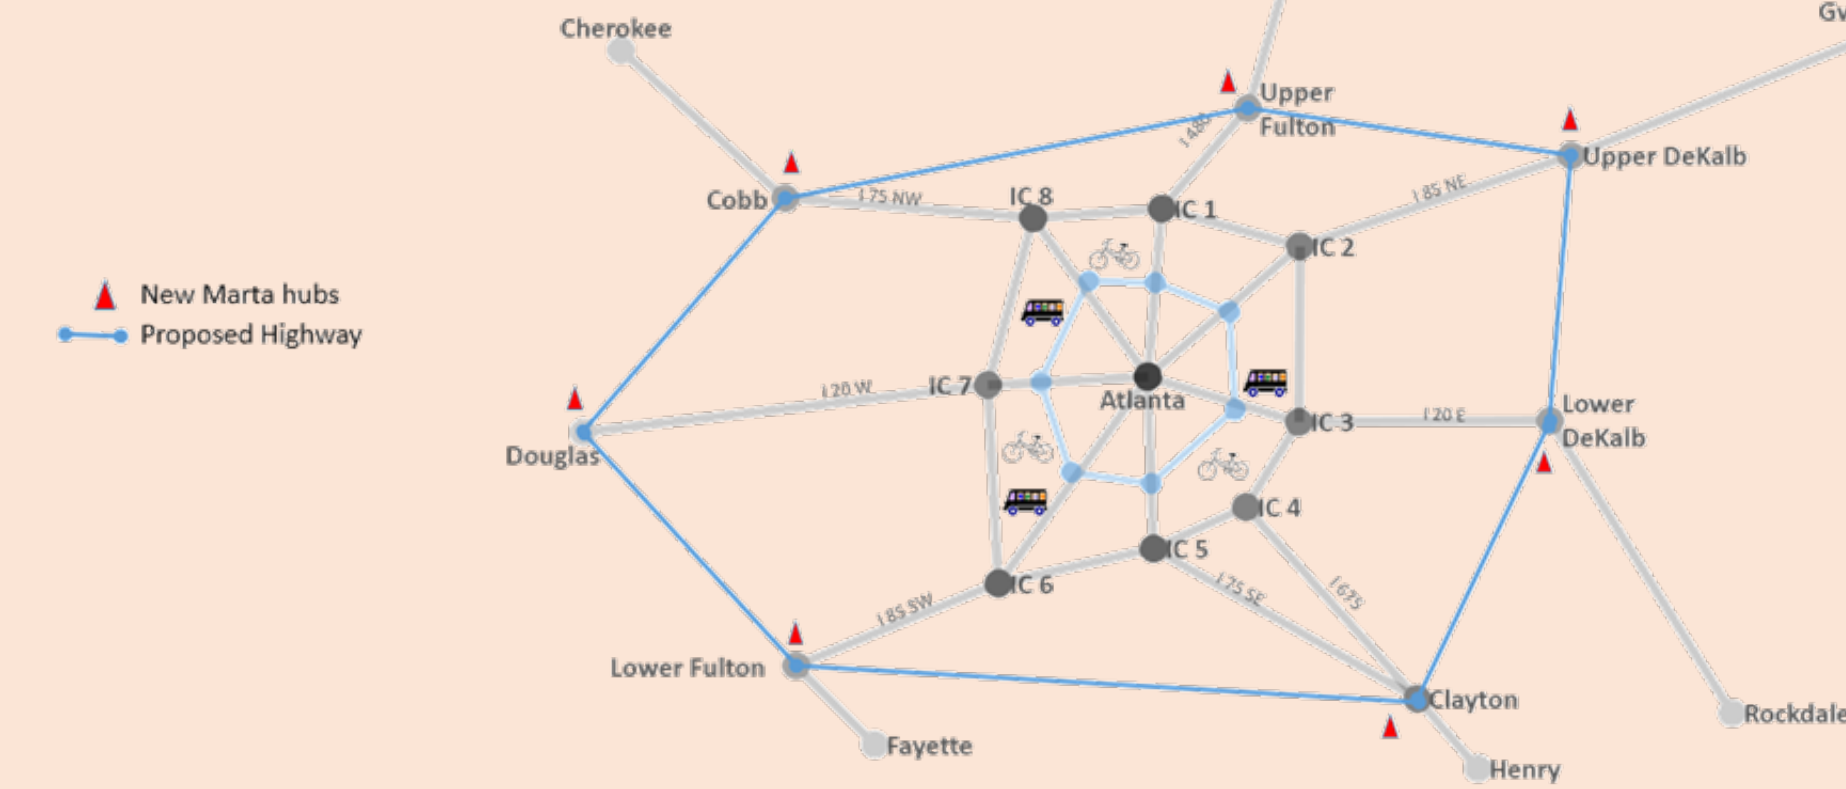 Cherokee
Gv
Upper
Fulton
I 480
Upper DeKalb
Cobb
I 75 NW
IC 8
IC 1
I 85 NE
IC 2
New Marta hubs
Proposed Highway
IC 7
I 20 W
Atlanta
IC 3
I 20 E
Lower
DeKalb
Douglas
IC 4
IC 5
IC 6
I 75 SE
I 675
I 85 SW
Lower Fulton
Clayton
Rockdale
Fayette
Henry